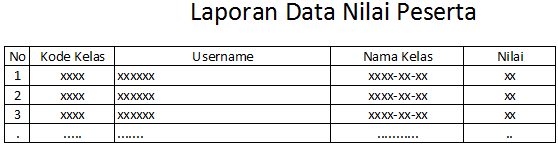 Laporan Data Nilai Peserta
No Kode Kelas Username Nama Kelas Nilai
1 xxxx xxxxxx xxxx-xx-xx xx
2 xxxx xxxxxx xxxx-xx-xx xx
3 xxxx xxxxxx xxxx-xx-xx xx
. ..... ....... ........... ..